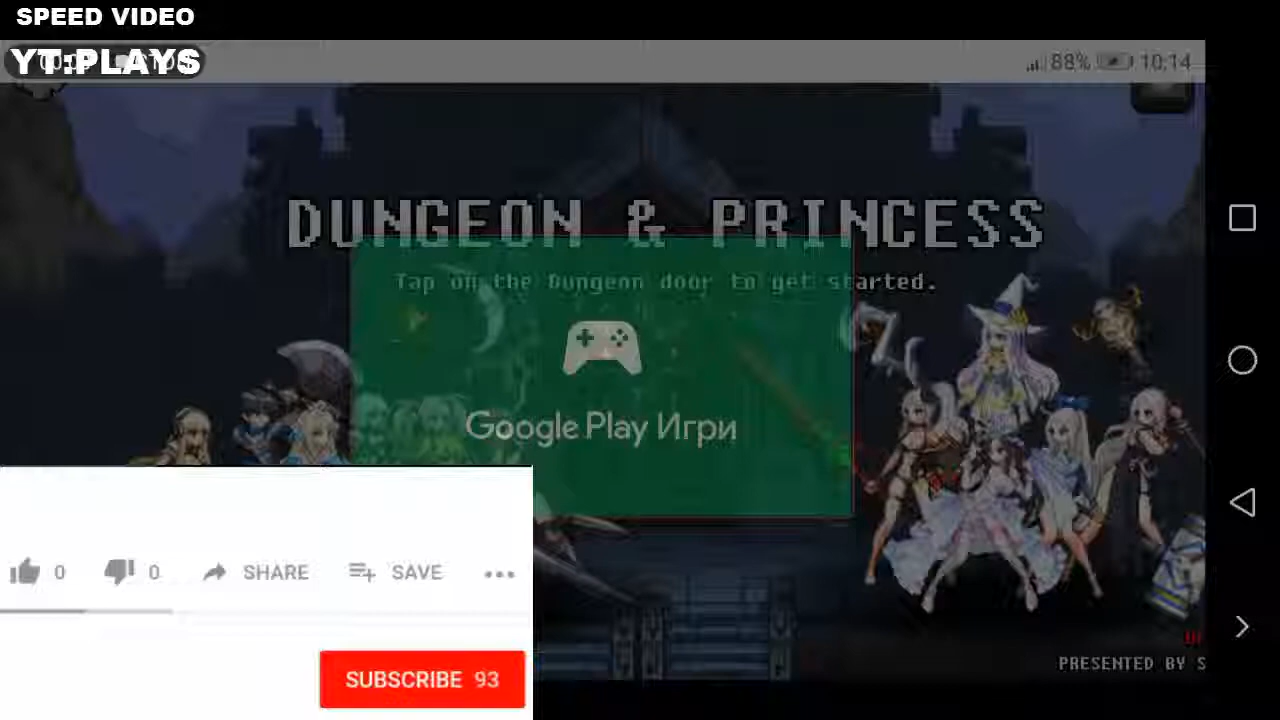 SPEED VIDEO
YT:PLAYS
88% 10:14
DUNGEON & PRINCESS
Tap on the Dungeon door to get started.
Google Play Игри
0 0 SHARE SAVE
SUBSCRIBE 93
PRESENTED BY S